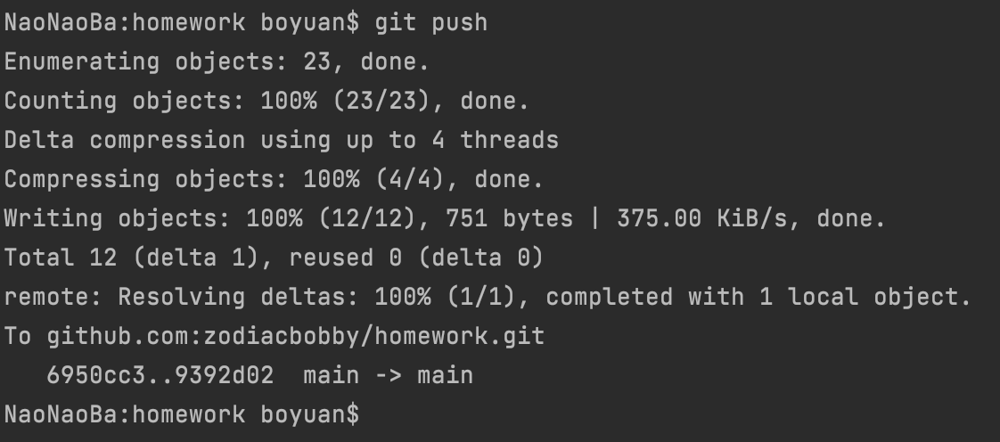 NaoNaoBa:homework boyuan$ git push
Enumerating objects: 23, done.
Counting objects: 100% (23/23), done.
Delta compression using up to 4 threads
Compressing objects: 100% (4/4), done.
Writing objects: 100% (12/12), 751 bytes | 375.00 KiB/s, done.
Total 12 (delta 1), reused 0 (delta 0)
remote: Resolving deltas: 100% (1/1), completed with 1 local object.
To github.com:zodiacbobby/homework.git
   6950cc3..9392d02  main -> main
NaoNaoBa:homework boyuan$